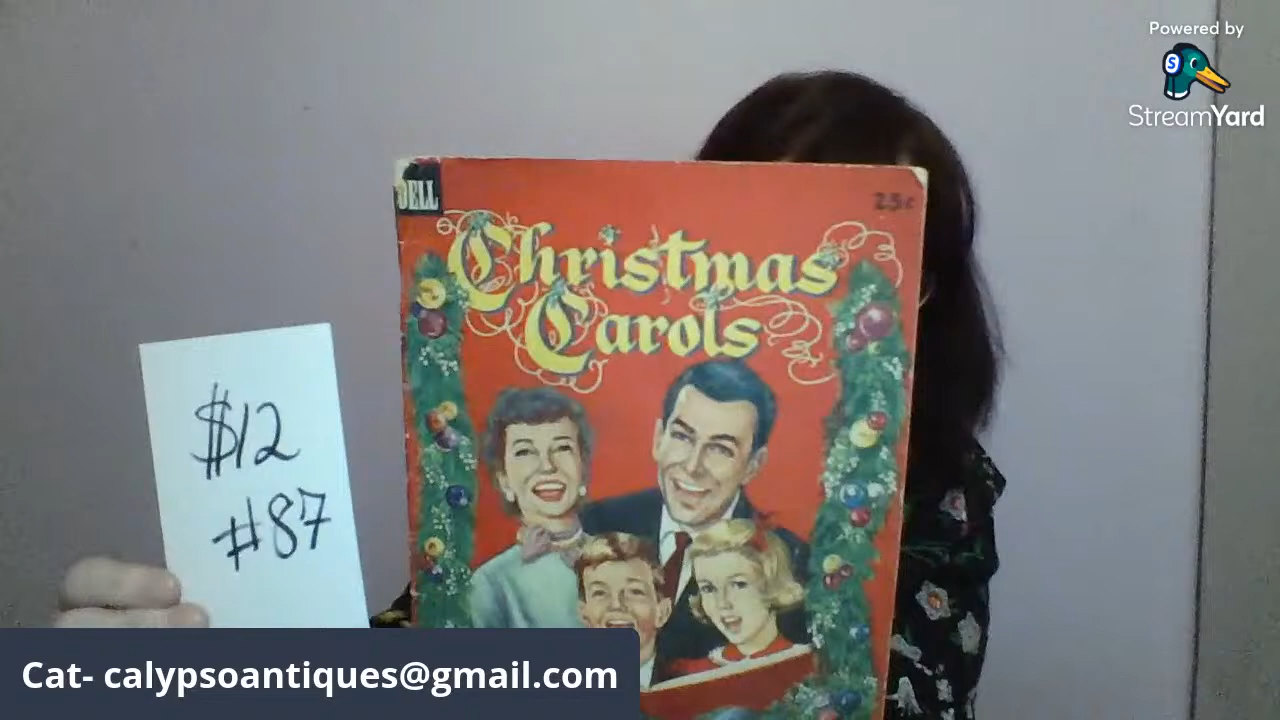 Powered by
S
StreamYard
DELL
25¢
Christmas
Carols
$12
#87
Cat- calypsoantiques@gmail.com